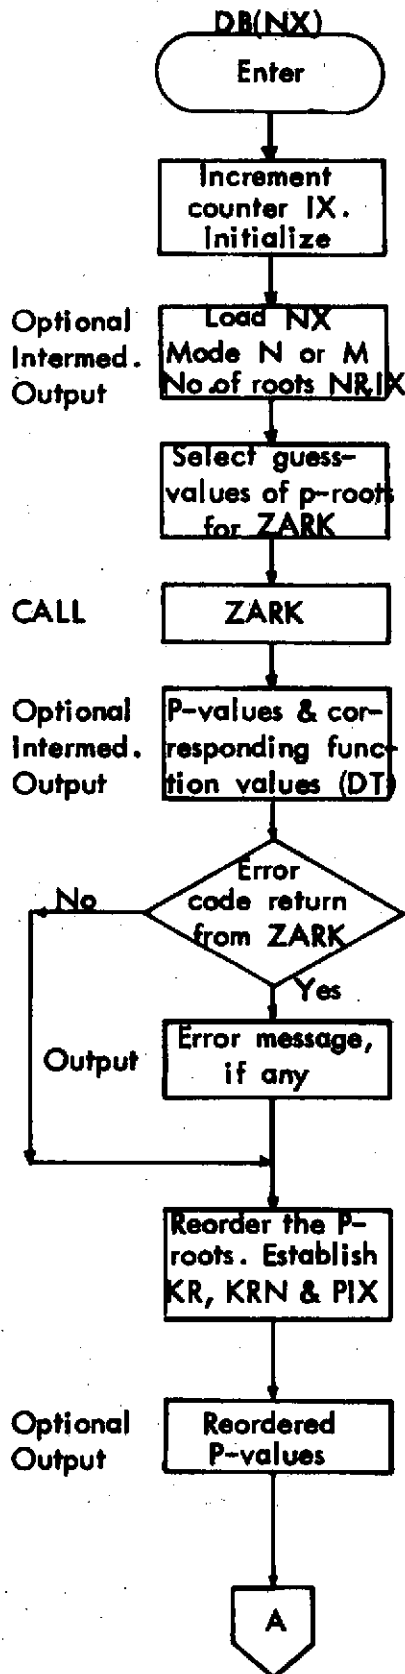 DB(NX)
Enter
Increment
counter IX.
Initialize
Optional
Intermed.
Output
Load NX
Mode N or M
No.of roots NR,IX
Select guess-
values of p-roots
for ZARK
CALL
ZARK
Optional
Intermed.
Output
P-values & cor-
responding func-
tion values (DT)
Error
code return
from ZARK
No
Yes
Output
Error message,
if any
Reorder the P-
roots. Establish
KR, KRN & PIX
Optional
Output
Reordered
P-values
A